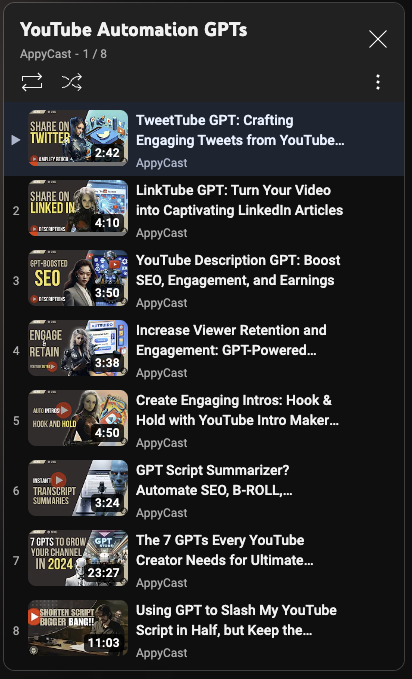 YouTube Automation GPTs
AppyCast - 1 / 8
SHARE ON
TWITTER
AMPLIFY REACH
2:42
TweetTube GPT: Crafting
Engaging Tweets from YouTube…
AppyCast
2
SHARE ON
LINKED IN
DESCRIPTIONS
4:10
LinkTube GPT: Turn Your Video
into Captivating LinkedIn Articles
AppyCast
3
GPT-BOOSTED
SEO
DESCRIPTIONS
3:50
YouTube Description GPT: Boost
SEO, Engagement, and Earnings
AppyCast
4
ENGAGE
&
RETAIN
3:38
Increase Viewer Retention and
Engagement: GPT-Powered…
AppyCast
5
AUTO INTROS:
HOOK AND HOLD
4:50
Create Engaging Intros: Hook &
Hold with YouTube Intro Maker…
AppyCast
6
INSTANT
TRANSCRIPT
SUMMARIES
3:24
GPT Script Summarizer?
Automate SEO, B-ROLL,…
AppyCast
7
7 GPTS TO GROW
YOUR CHANNEL
IN 2024
GPT
23:27
The 7 GPTs Every YouTube
Creator Needs for Ultimate…
AppyCast
8
SHORTEN SCRIPT
BIGGER BANG!!
11:03
Using GPT to Slash My YouTube
Script in Half, but Keep the…
AppyCast